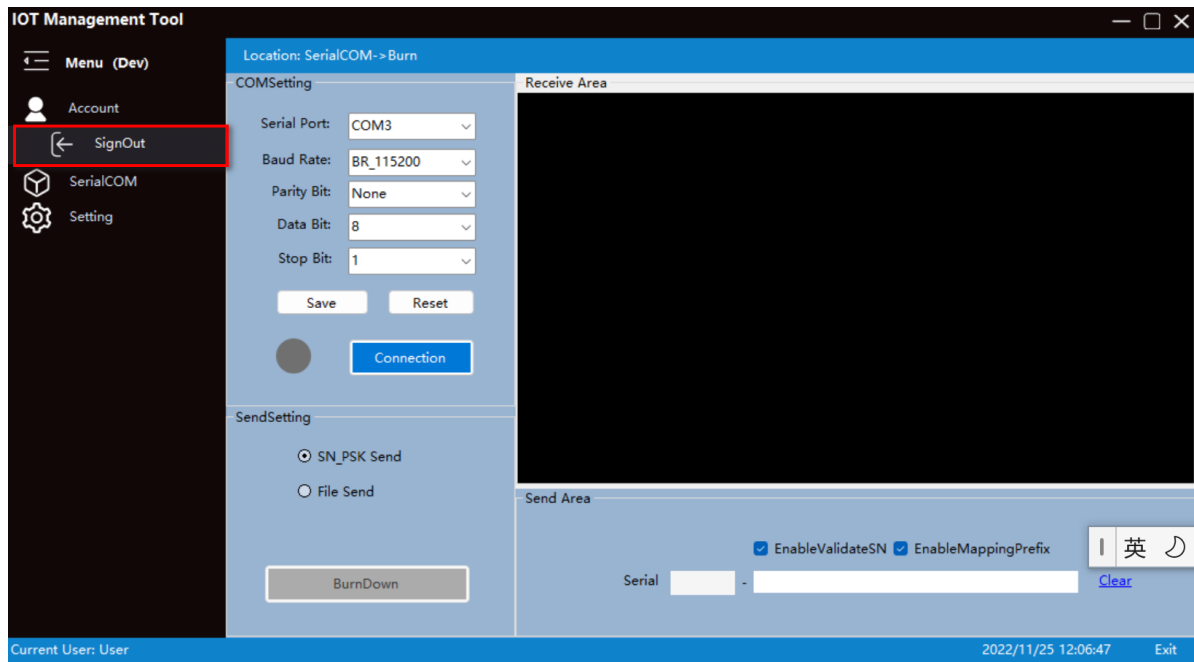 IOT Management Tool
Menu (Dev)
Account
SignOut
SerialCOM
Setting
Location: SerialCOM->Burn
COMSetting
Serial Port: COM3
Baud Rate: BR_115200
Parity Bit: None
Data Bit: 8
Stop Bit: 1
Save Reset
Connection
SendSetting
SN_PSK Send
File Send
BurnDown
Receive Area
Send Area
EnableValidateSN EnableMappingPrefix
Serial - Clear
英
Current User: User 2022/11/25 12:06:47 Exit